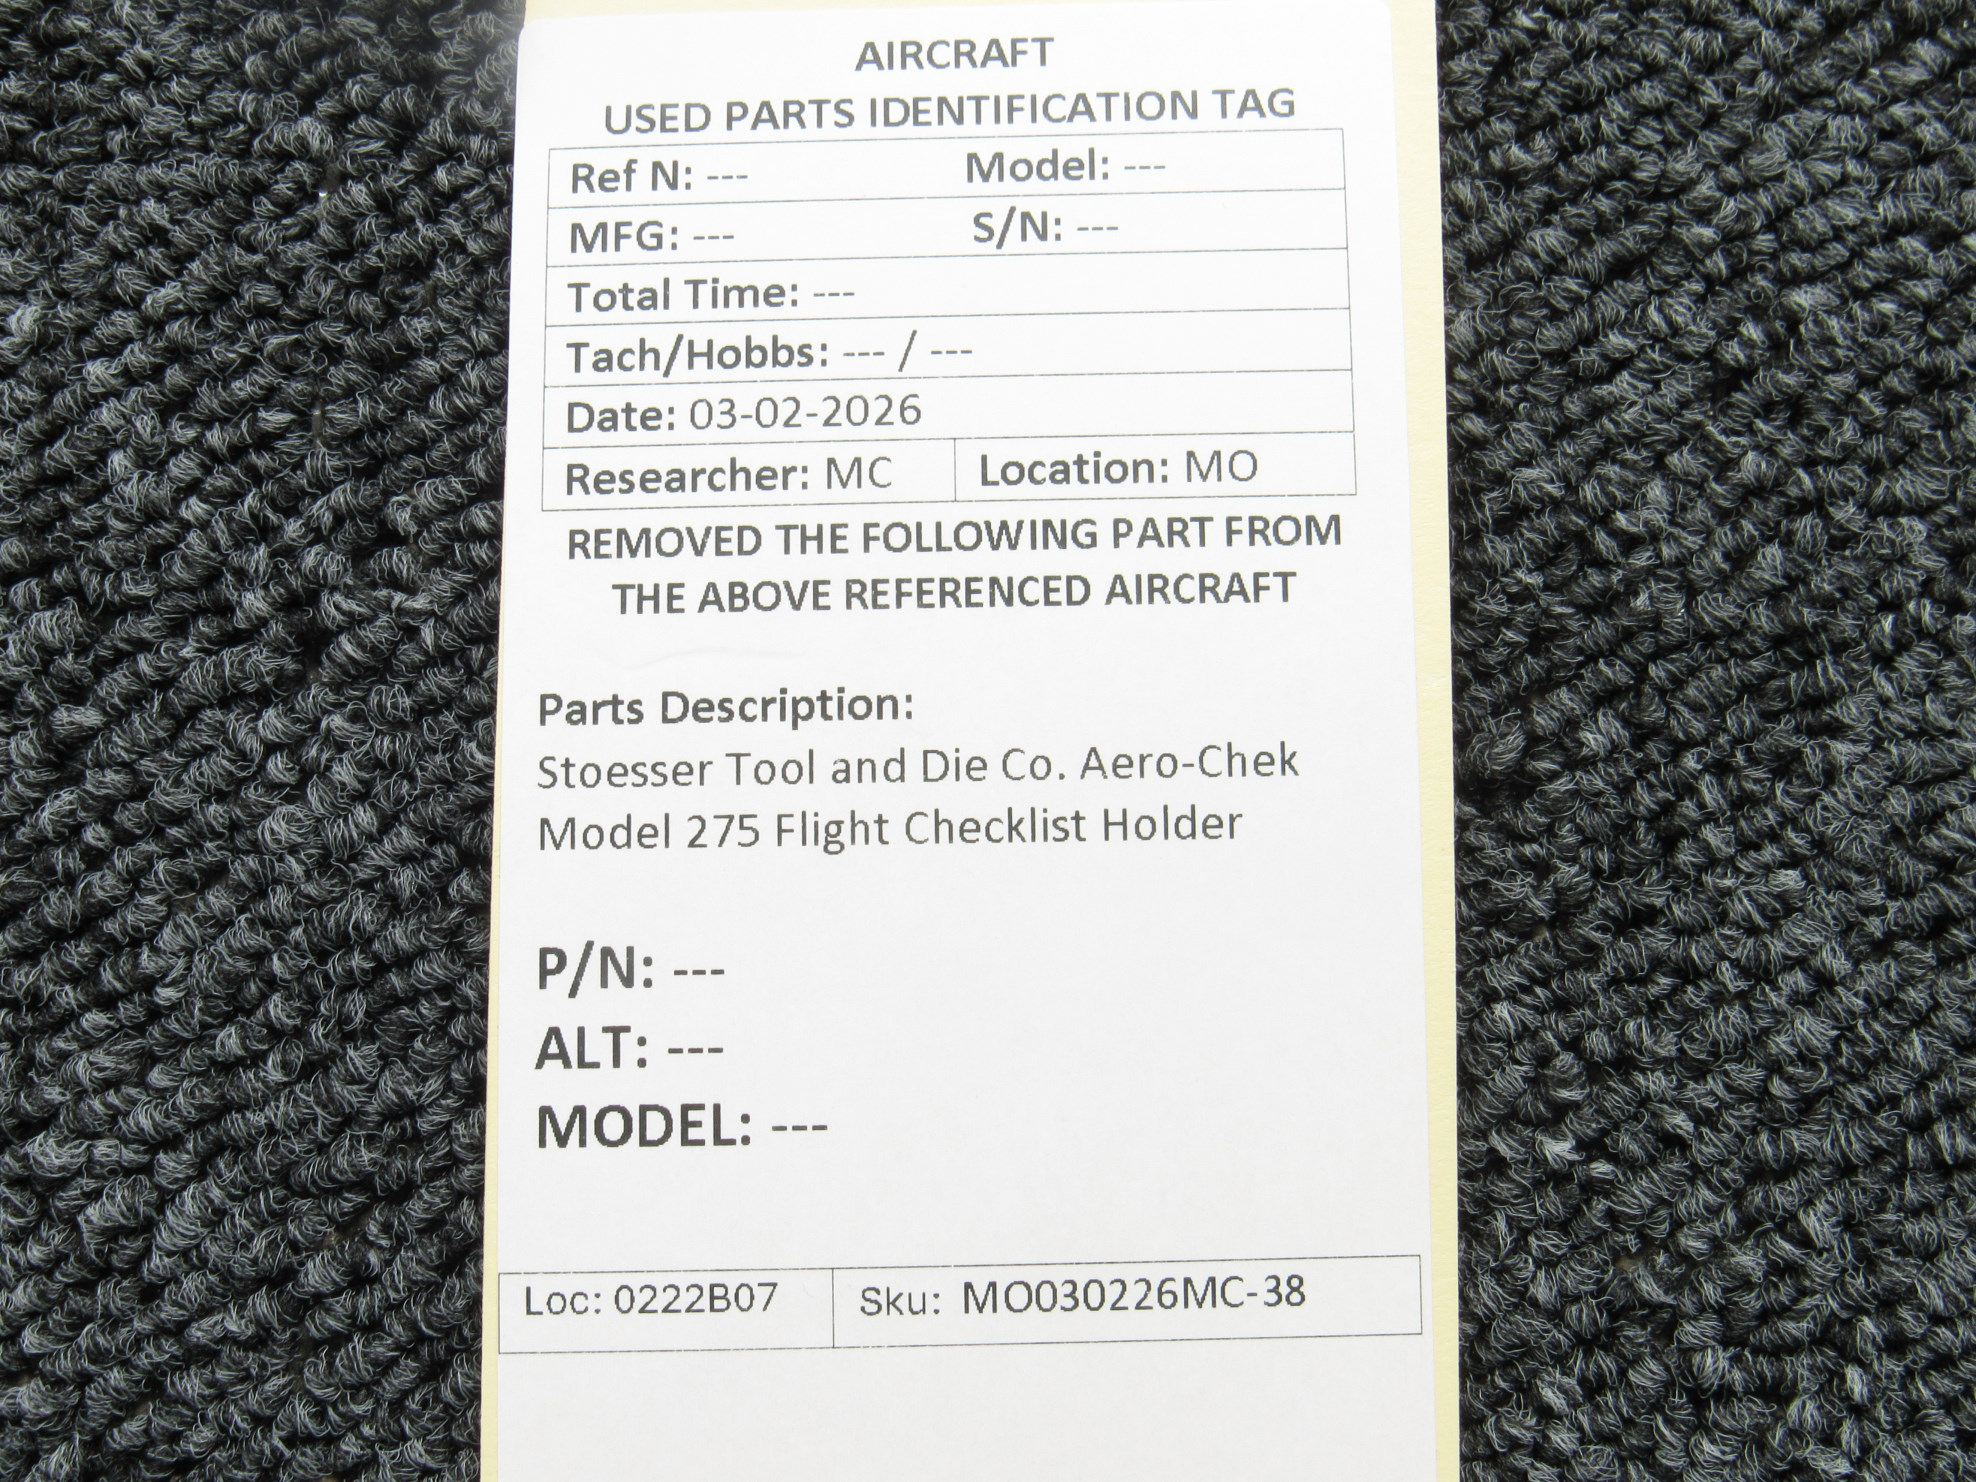 AIRCRAFT
USED PARTS IDENTIFICATION TAG
Ref N: --- Model: ---
MFG: --- S/N: ---
Total Time: ---
Tach/Hobbs: --- / ---
Date: 03-02-2026
Researcher: MC Location: MO
REMOVED THE FOLLOWING PART FROM
THE ABOVE REFERENCED AIRCRAFT
Parts Description:
Stoesser Tool and Die Co. Aero-Chek
Model 275 Flight Checklist Holder
P/N: ---
ALT: ---
MODEL: ---
Loc: 0222B07 Sku: MO030226MC-38